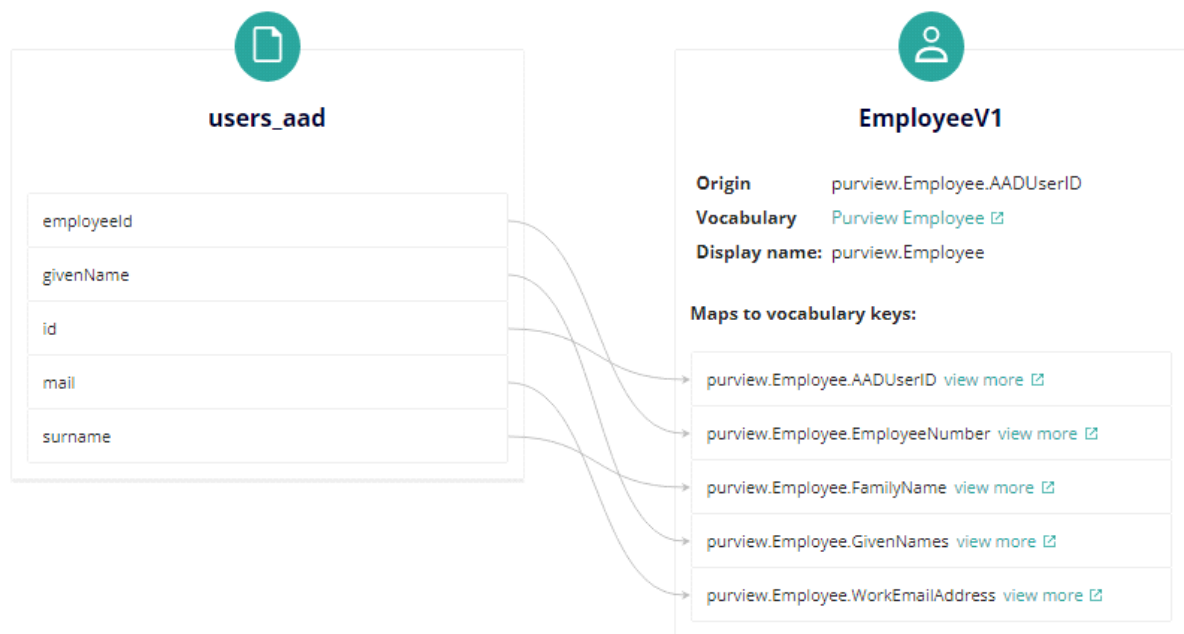 users_aad
employeeId
givenName
id
mail
surname
EmployeeV1
Origin purview.Employee.AADUserID
Vocabulary Purview Employee
Display name: purview.Employee
Maps to vocabulary keys:
purview.Employee.AADUserID view more
purview.Employee.EmployeeNumber view more
purview.Employee.FamilyName view more
purview.Employee.GivenNames view more
purview.Employee.WorkEmailAddress view more